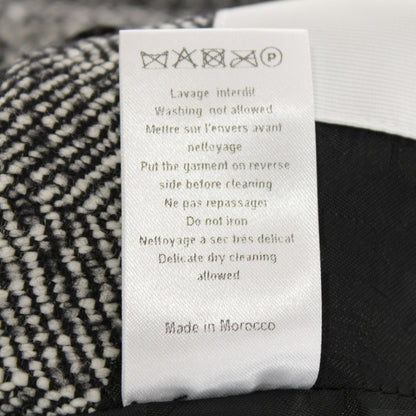 P
Lavage interdit
Washing not allowed
Mettre sur l'envers avant
nettoyage
Put the garment on reverse
side before cleaning
Ne pas repassager
Do not iron
Nettoyage a sec très delicat
Delicate dry cleaning
allowed
Made in Morocco